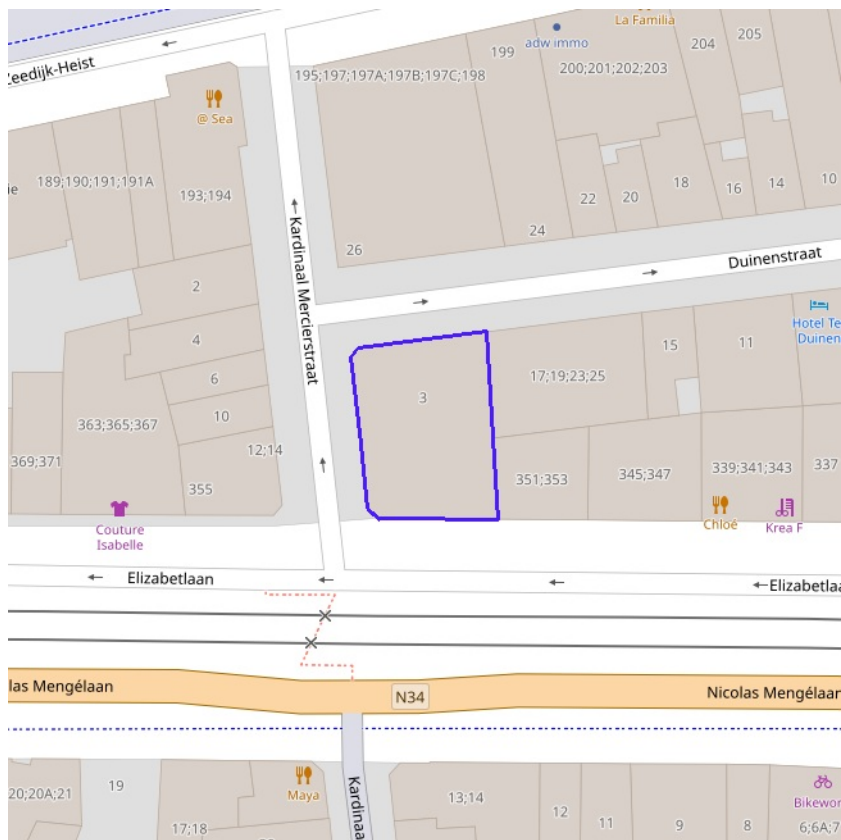 La Familia
adw immo
199
204
205
Zeedijk-Heist
195;197;197A;197B;197C;198
200;201;202;203
@ Sea
189;190;191;191A
193;194
ie
22
20
18
16
14
10
26
24
Kardinaal Mercierstraat
Duinenstraat
2
4
6
10
12;14
363;365;367
369;371
355
3
17;19;23;25
15
11
Hotel Te
Duinen
351;353
345;347
339;341;343
337
Chloé
Krea F
Couture
Isabelle
Elizabetlaan
Elizabetlaa
las Mengélaan
N34
Nicolas Mengélaan
Kardinaa
20;20A;21
19
17;18
Maya
13;14
12
11
9
8
Bikewor
6;6A;7